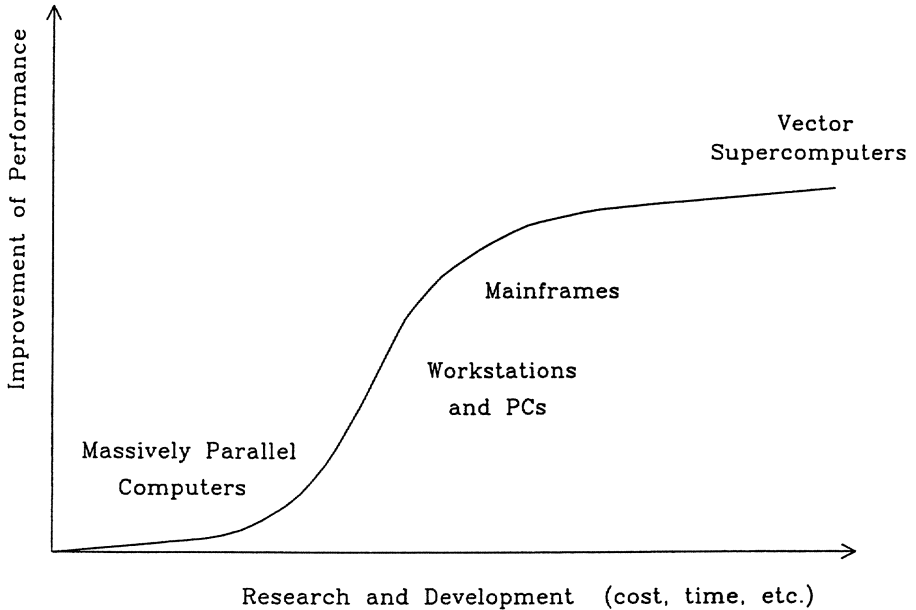 Improvement of Performance
Vector
Supercomputers
Mainframes
Workstations
and PCs
Massively Parallel
Computers
Research and Development (cost, time, etc.)